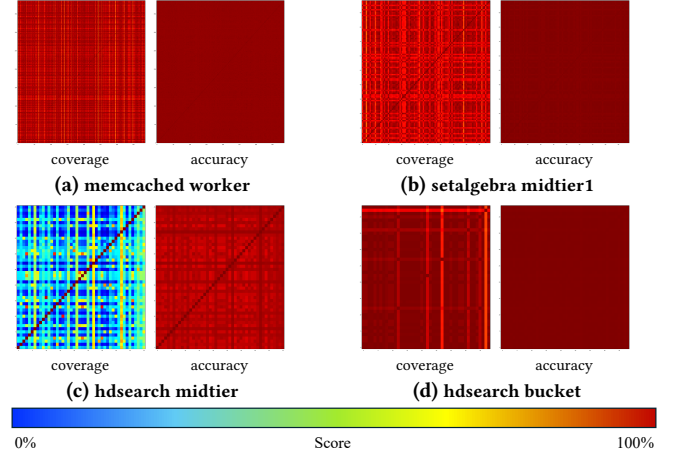 coverage accuracy coverage accuracy
(a) memcached worker (b) setalgebra midtier1
coverage accuracy coverage accuracy
(c) hdsearch midtier (d) hdsearch bucket
0% Score 100%